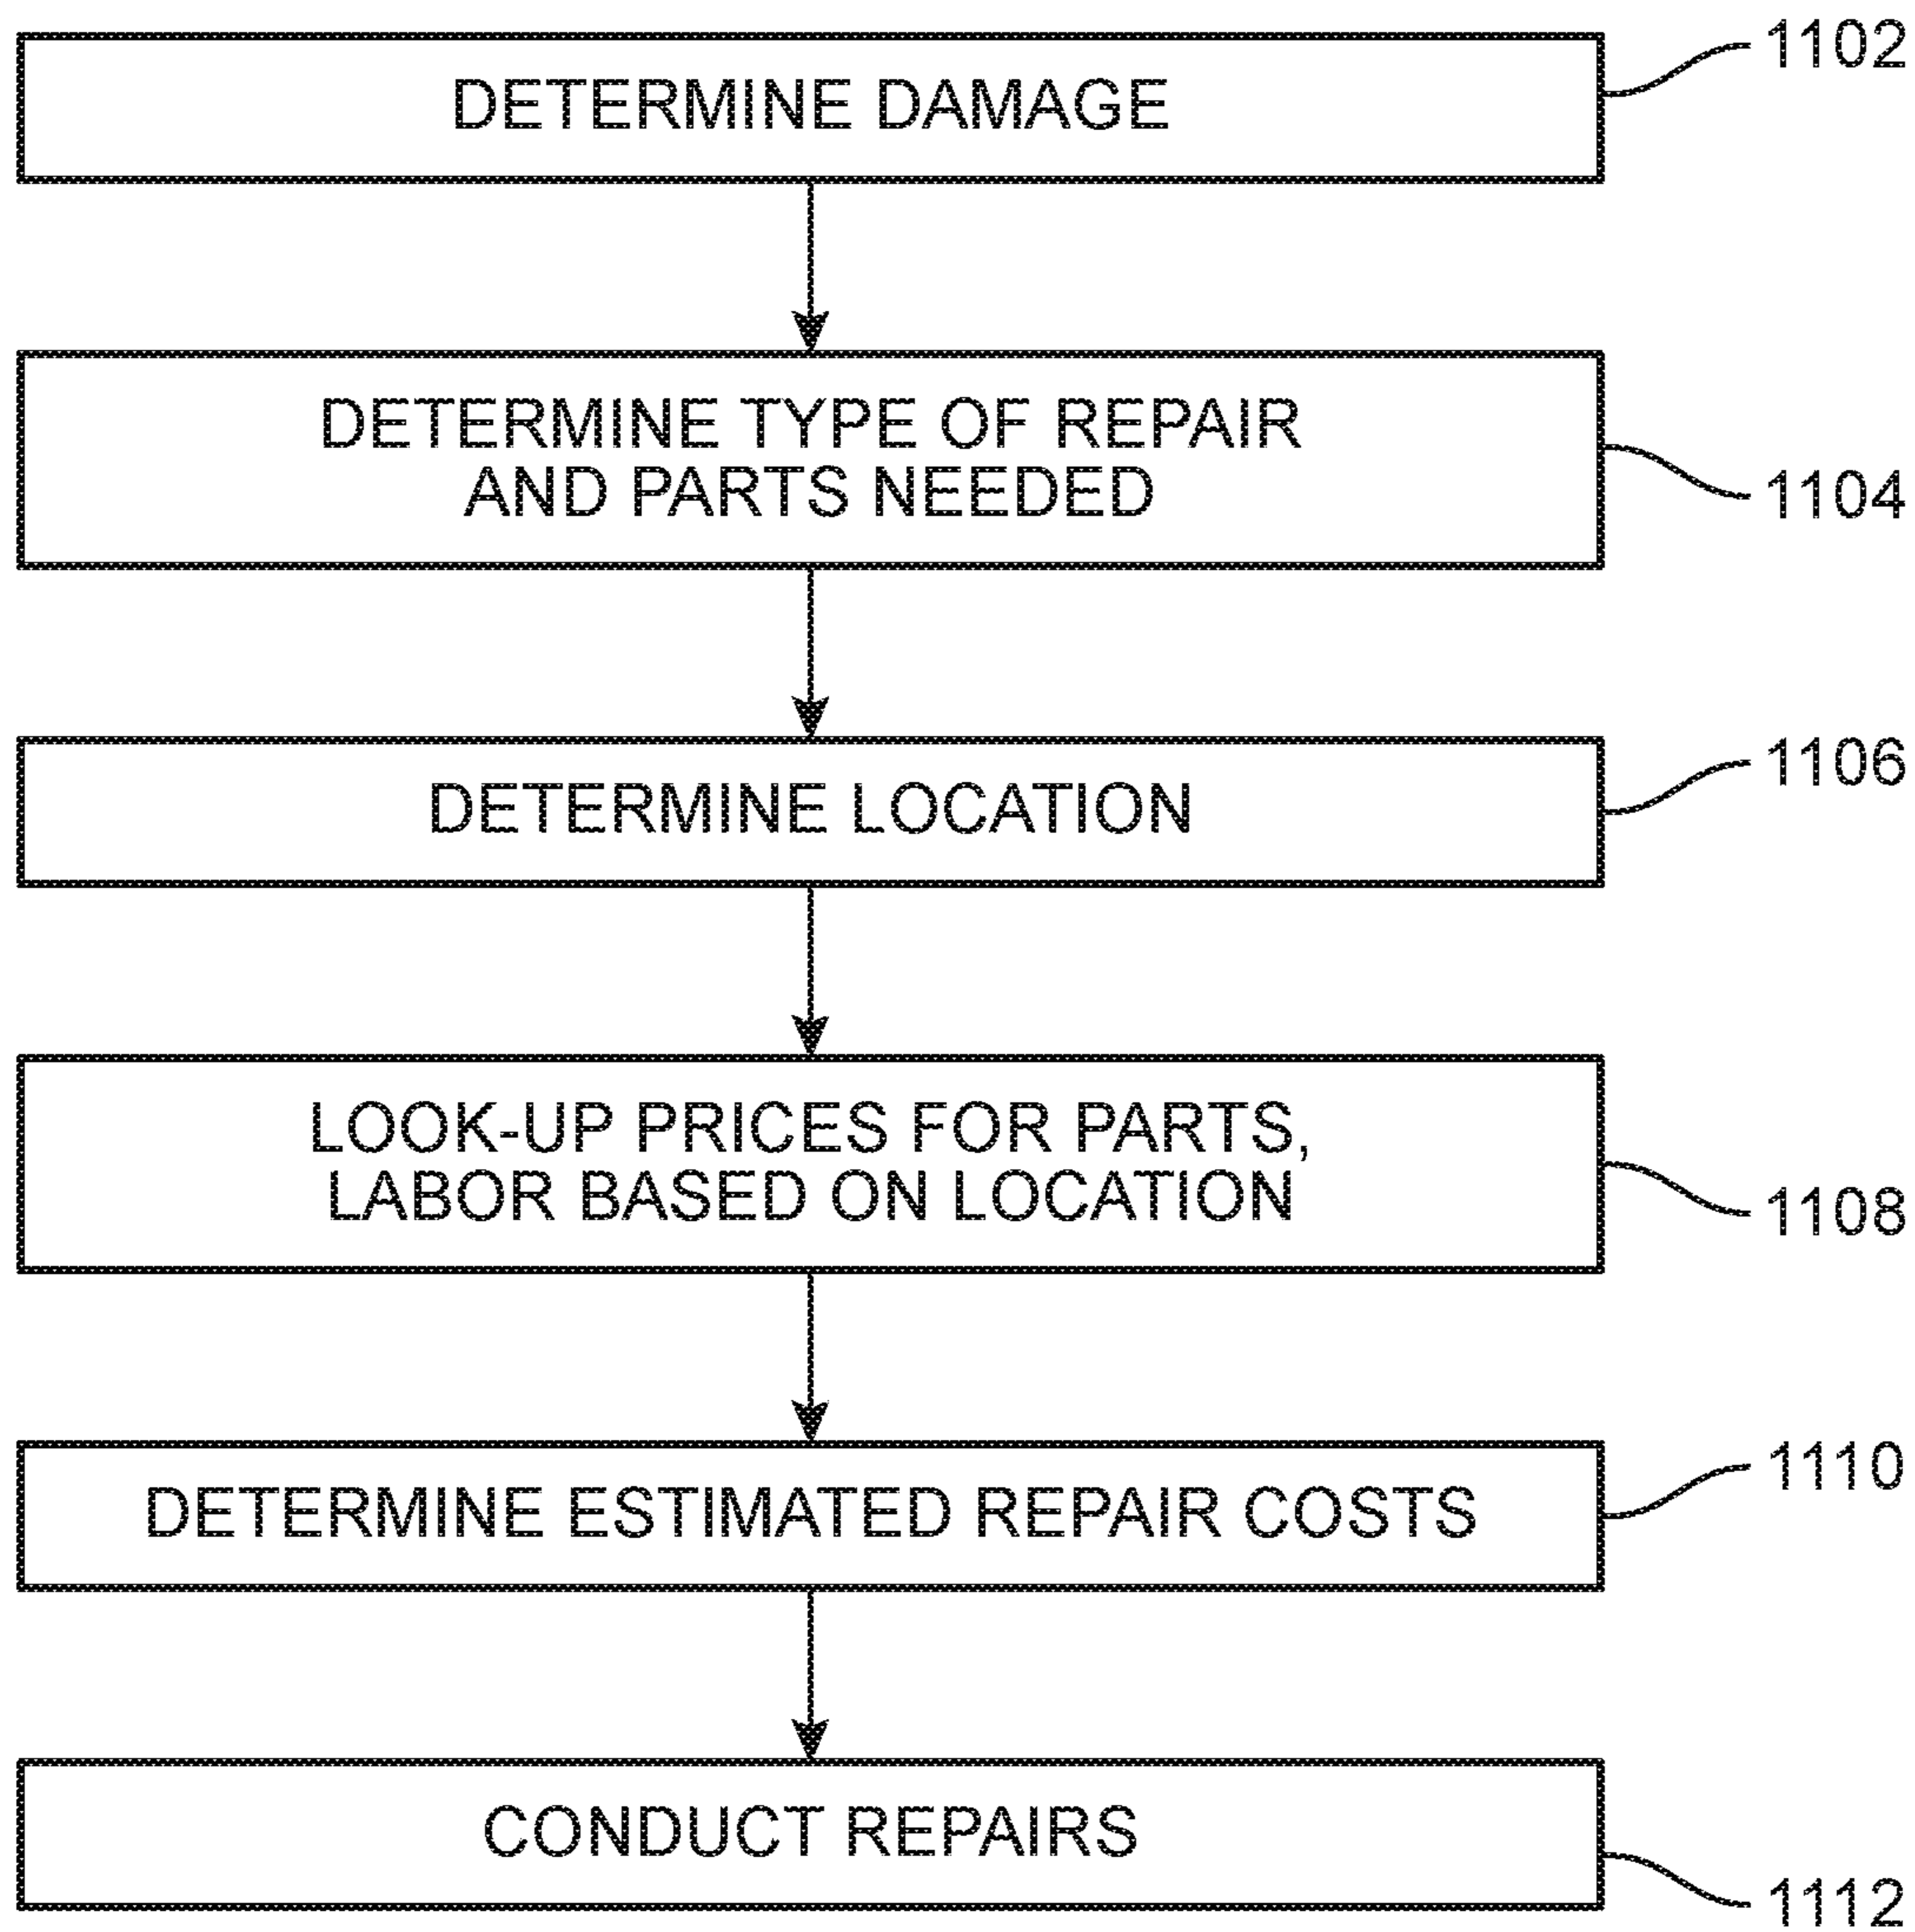 DETERMINE DAMAGE
1102
DETERMINE TYPE OF REPAIR
AND PARTS NEEDED
1104
DETERMINE LOCATION
1106
LOOK-UP PRICES FOR PARTS,
LABOR BASED ON LOCATION
1108
DETERMINE ESTIMATED REPAIR COSTS
1110
CONDUCT REPAIRS
1112